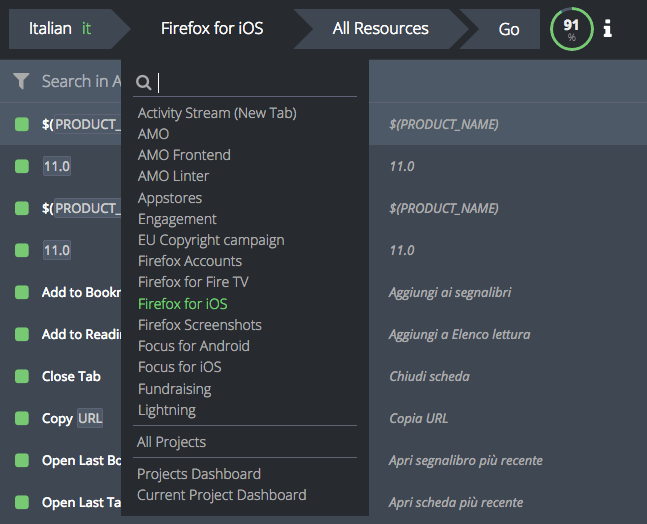 Italian it
Firefox for iOS
All Resources
Go
91
%
Search in A
Activity Stream (New Tab)
AMO
AMO Frontend
AMO Linter
Appstores
Engagement
EU Copyright campaign
Firefox Accounts
Firefox for Fire TV
Firefox for iOS
Firefox Screenshots
Focus for Android
Focus for iOS
Fundraising
Lightning
All Projects
Projects Dashboard
Current Project Dashboard
$(PRODUCT_
$(PRODUCT_NAME)
11.0
11.0
$(PRODUCT_
$(PRODUCT_NAME)
11.0
11.0
Add to Bookm
Aggiungi ai segnalibri
Add to Readin
Aggiungi a Elenco lettura
Close Tab
Chiudi scheda
Copy URL
Copia URL
Open Last Bo
Apri segnalibro più recente
Open Last Ta
Apri scheda più recente